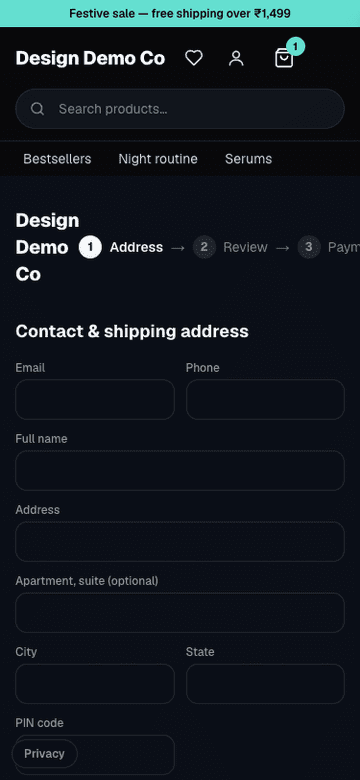 Festive sale — free shipping over ₹1,499
Design Demo Co
1
Search products...
Bestsellers Night routine Serums
Design
Demo
Co
1 Address → 2 Review → 3 Paym
Contact & shipping address
Email Phone
Full name
Address
Apartment, suite (optional)
City State
PIN code
Privacy